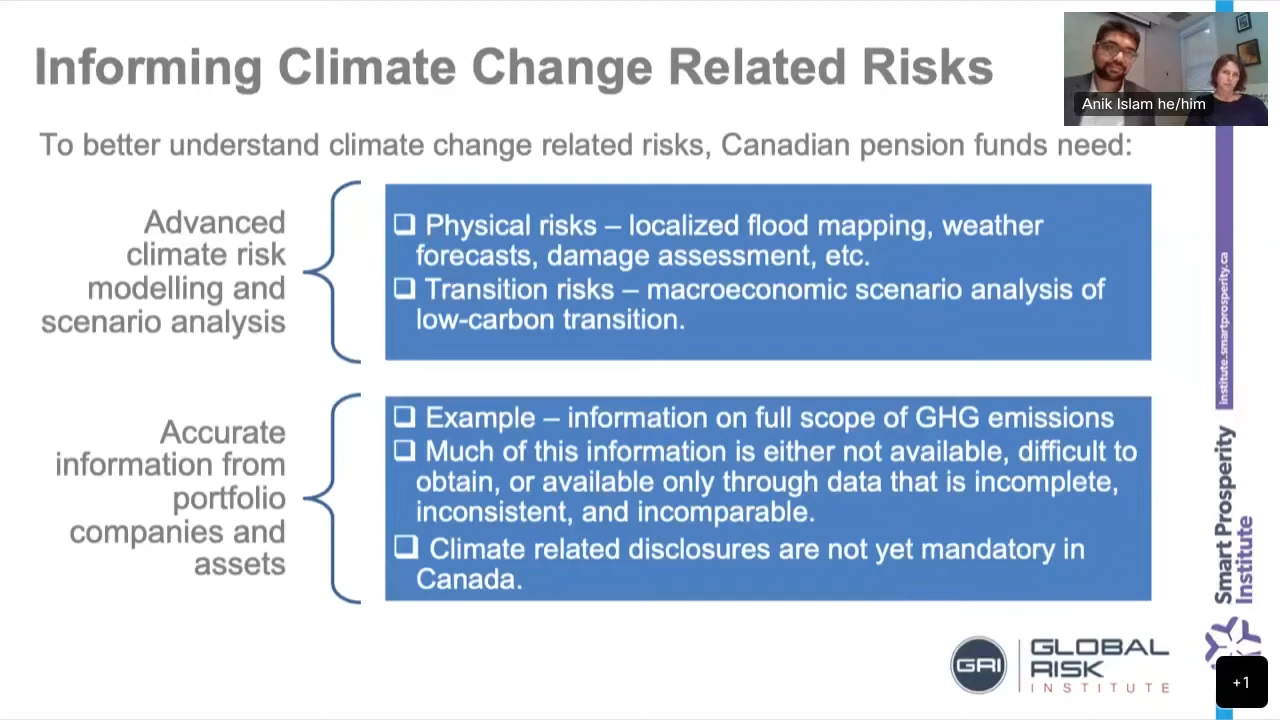 Informing Climate Change Related Risks
Anik Islam he/him
To better understand climate change related risks, Canadian pension funds need:
Advanced
climate risk
modelling and
scenario analysis
❑ Physical risks – localized flood mapping, weather
forecasts, damage assessment, etc.
❑ Transition risks – macroeconomic scenario analysis of
low-carbon transition.
Accurate
information from
portfolio
companies and
assets
❑ Example – information on full scope of GHG emissions
❑ Much of this information is either not available, difficult to
obtain, or available only through data that is incomplete,
inconsistent, and incomparable.
❑ Climate related disclosures are not yet mandatory in
Canada.
institute.smartprosperity.ca
Smart Prosperity
Institute
GRI
GLOBAL
RISK
INSTITUTE
+1